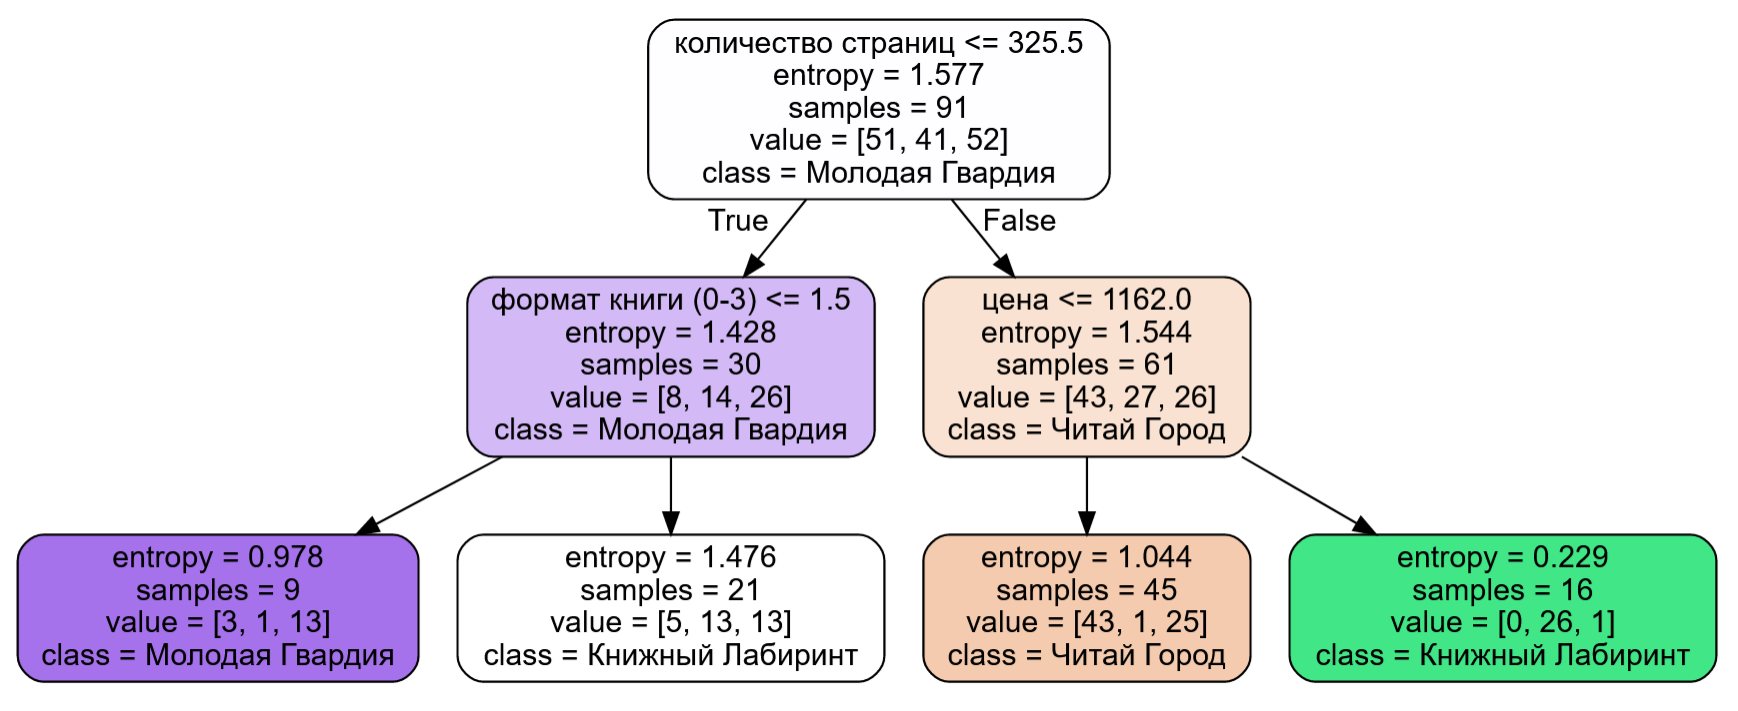 количество страниц <= 325.5
entropy = 1.577
samples = 91
value = [51, 41, 52]
class = Молодая Гвардия
True
False
формат книги (0-3) <= 1.5
entropy = 1.428
samples = 30
value = [8, 14, 26]
class = Молодая Гвардия
цена <= 1162.0
entropy = 1.544
samples = 61
value = [43, 27, 26]
class = Читай Город
entropy = 0.978
samples = 9
value = [3, 1, 13]
class = Молодая Гвардия
entropy = 1.476
samples = 21
value = [5, 13, 13]
class = Книжный Лабиринт
entropy = 1.044
samples = 45
value = [43, 1, 25]
class = Читай Город
entropy = 0.229
samples = 16
value = [0, 26, 1]
class = Книжный Лабиринт